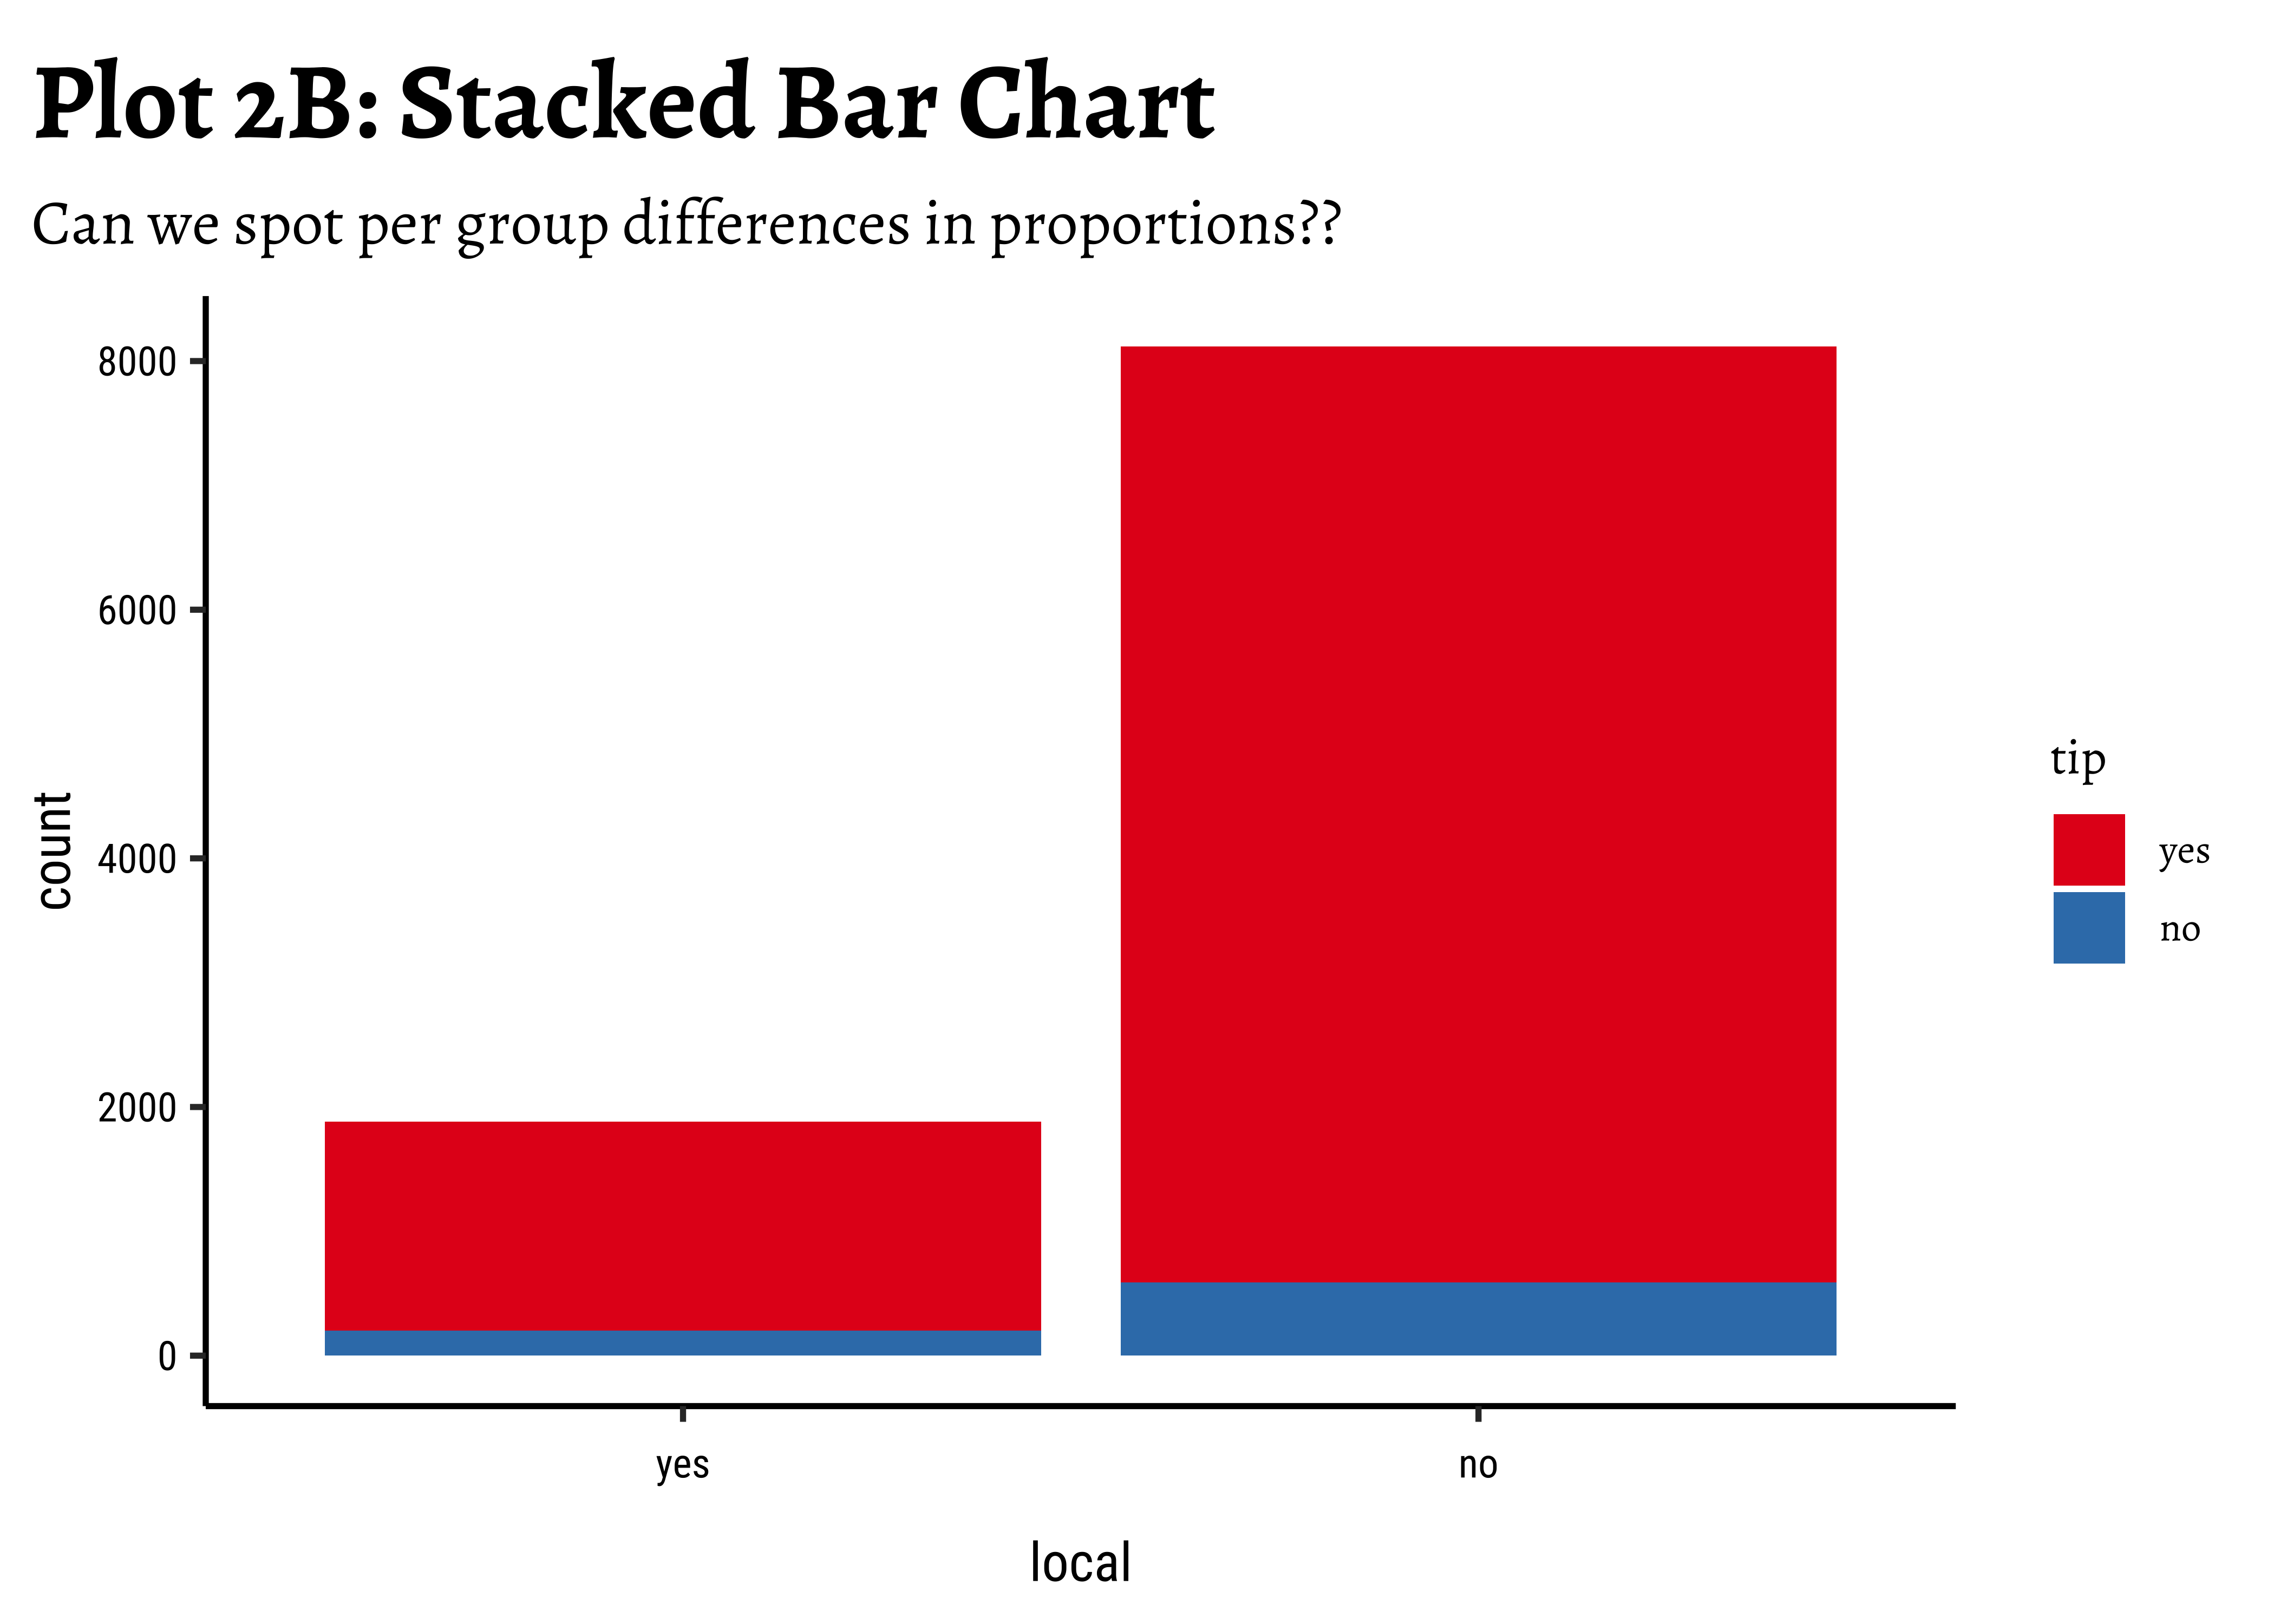 Plot 2B: Stacked Bar Chart
Can we spot per group differences in proportions??
8000
6000
4000
2000
0
count
yes
no
local
tip
yes
no